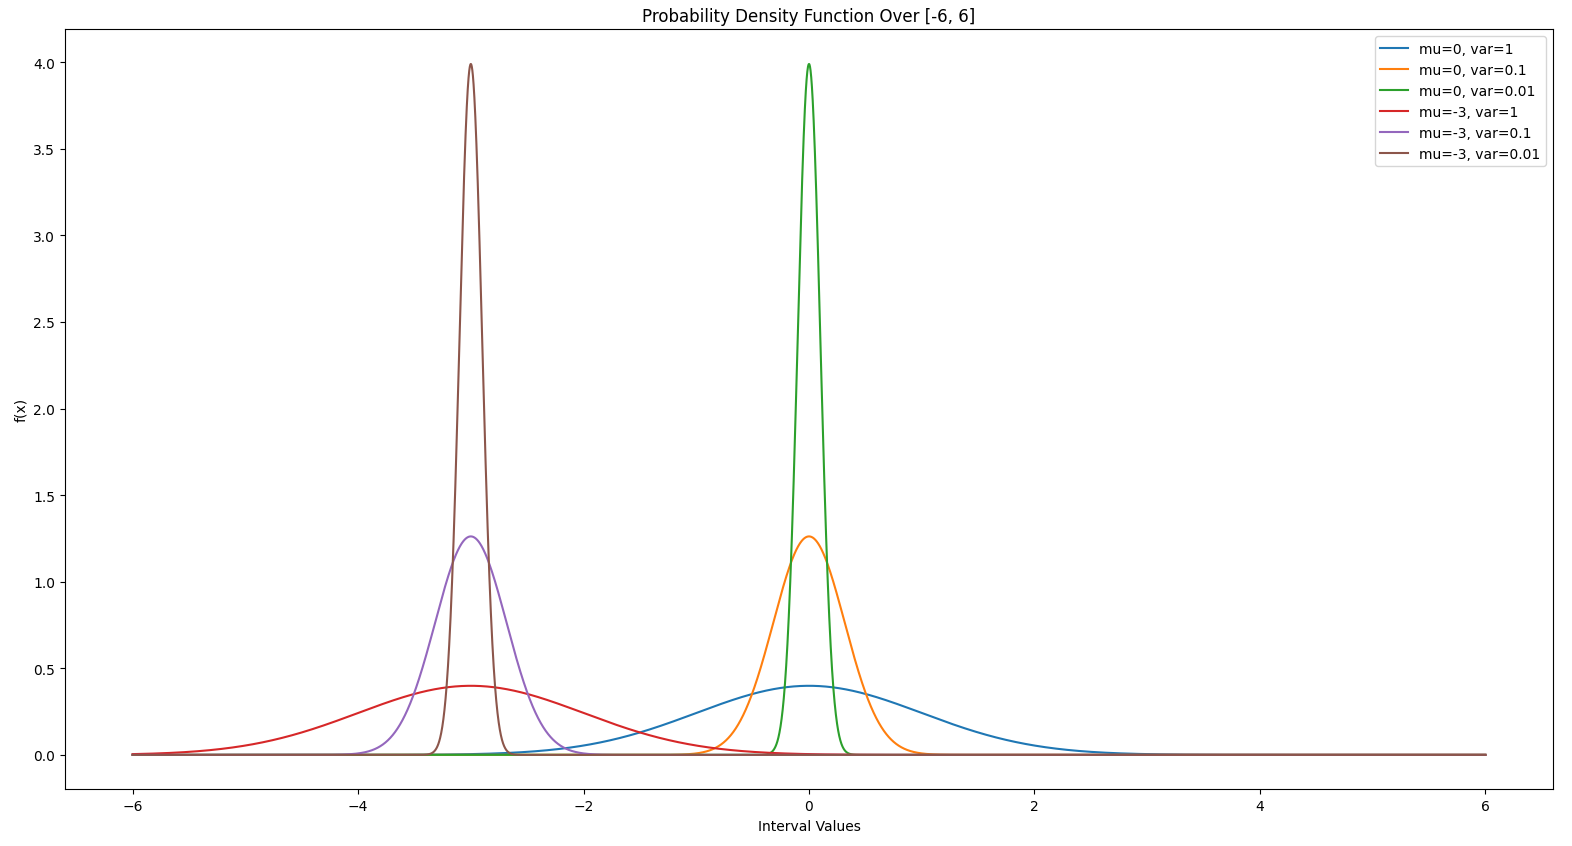 Probability Density Function Over [-6, 6]
mu=0, var=1
mu=0, var=0.1
mu=0, var=0.01
mu=-3, var=1
mu=-3, var=0.1
mu=-3, var=0.01
4.0
3.5
3.0
2.5
2.0
1.5
1.0
0.5
0.0
f(x)
−6 −4 −2 0 2 4 6
Interval Values